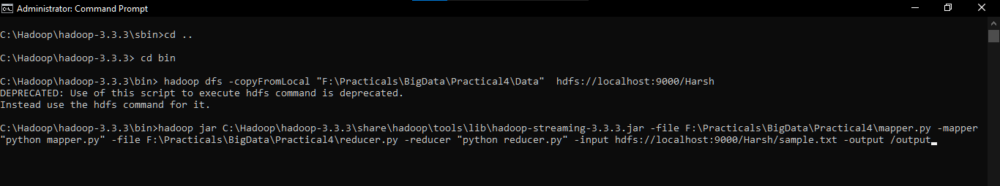 Administrator: Command Prompt
C:\Hadoop\hadoop-3.3.3\sbin>cd ..
C:\Hadoop\hadoop-3.3.3> cd bin
C:\Hadoop\hadoop-3.3.3\bin> hadoop dfs -copyFromLocal "F:\Practicals\BigData\Practical4\Data"  hdfs://localhost:9000/Harsh
DEPRECATED: Use of this script to execute hdfs command is deprecated.
Instead use the hdfs command for it.
C:\Hadoop\hadoop-3.3.3\bin>hadoop jar C:\Hadoop\hadoop-3.3.3\share\hadoop\tools\lib\hadoop-streaming-3.3.3.jar -file F:\Practicals\BigData\Practical4\mapper.py -mapper
"python mapper.py" -file F:\Practicals\BigData\Practical4\reducer.py -reducer "python reducer.py" -input hdfs://localhost:9000/Harsh/sample.txt -output /output